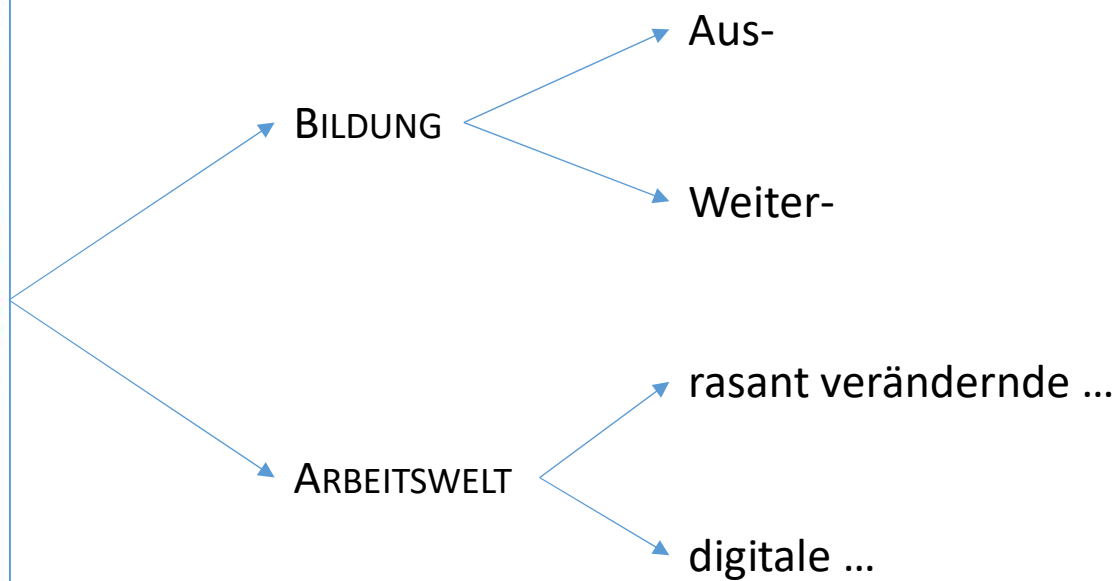 Aus-
BILDUNG
Weiter-
rasant verändernde …
ARBEITSWELT
digitale …